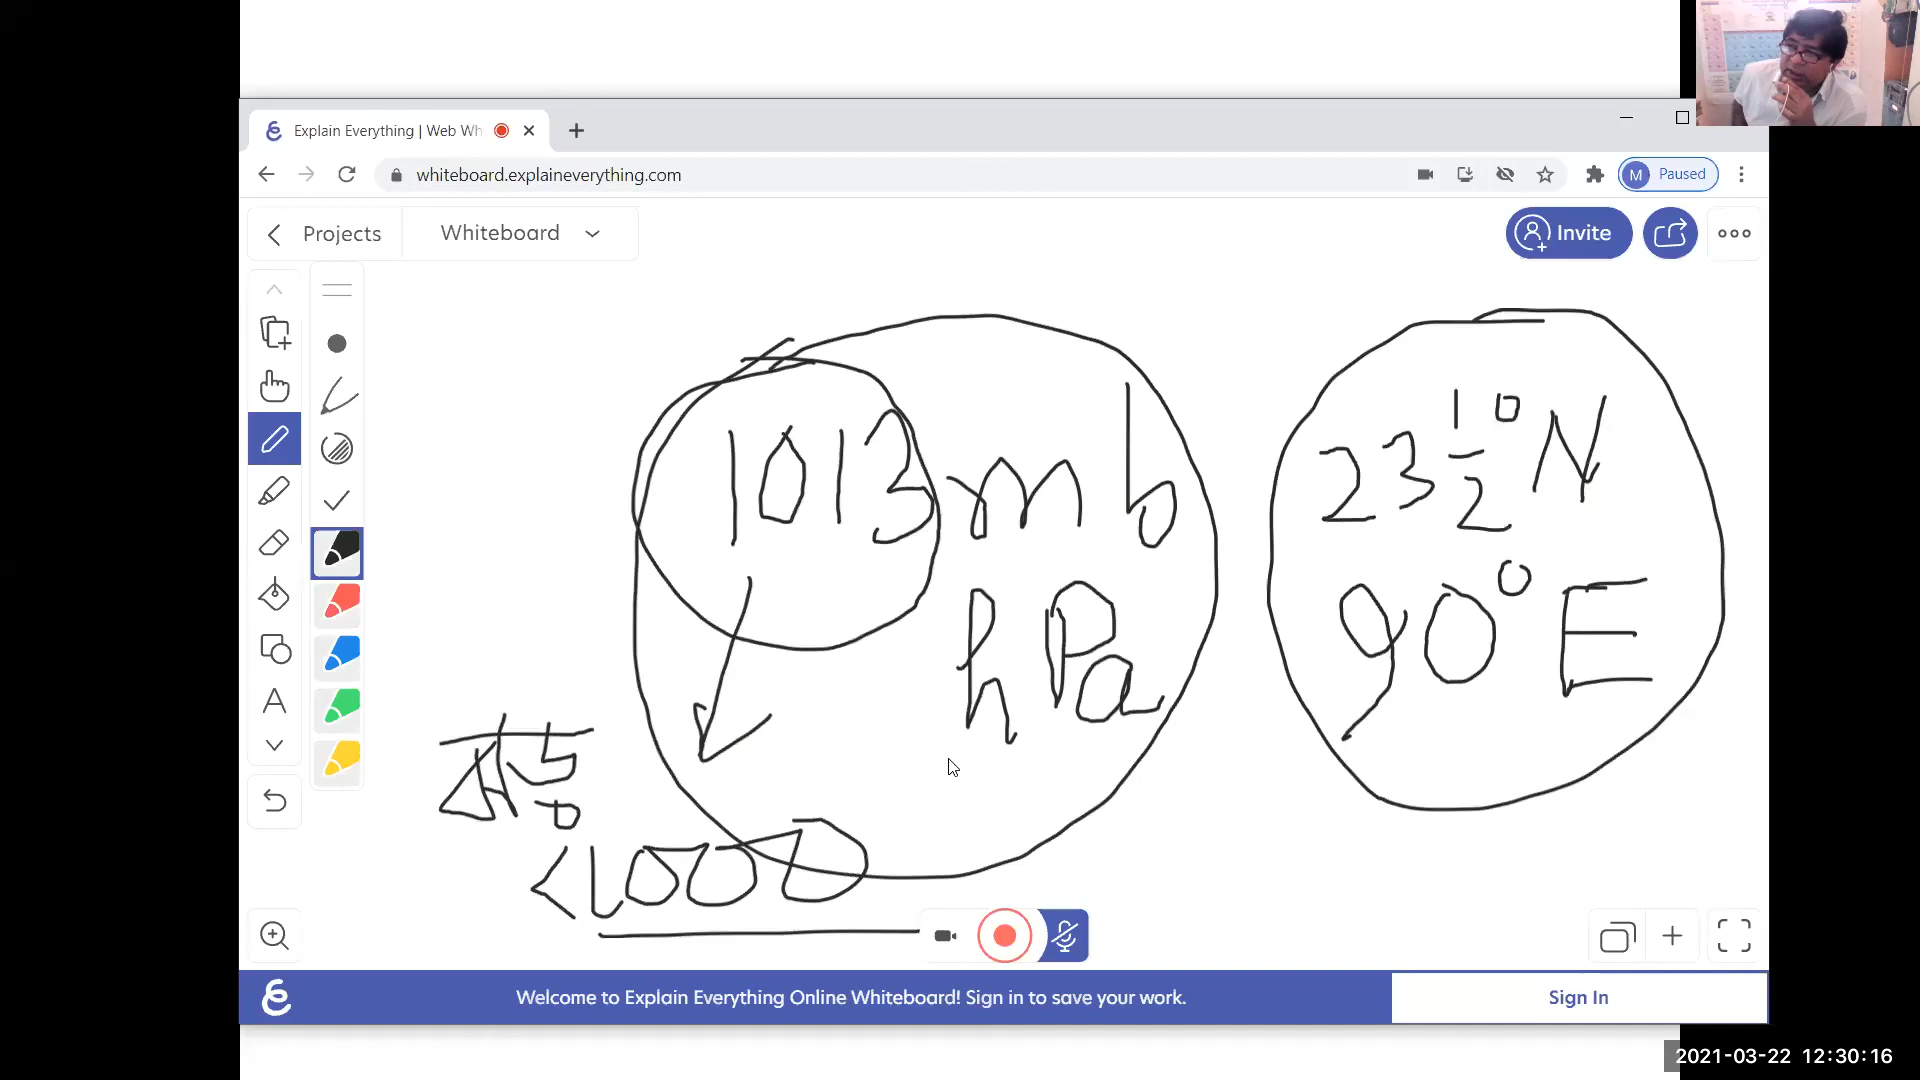 Explain Everything | Web Wh
whiteboard.explaineverything.com
M Paused
Projects
Whiteboard
Invite
1013 mb
hPa
23 1/2° N
90° E
<1000
A
Welcome to Explain Everything Online Whiteboard! Sign in to save your work.
Sign In
2021-03-22 12:30:16